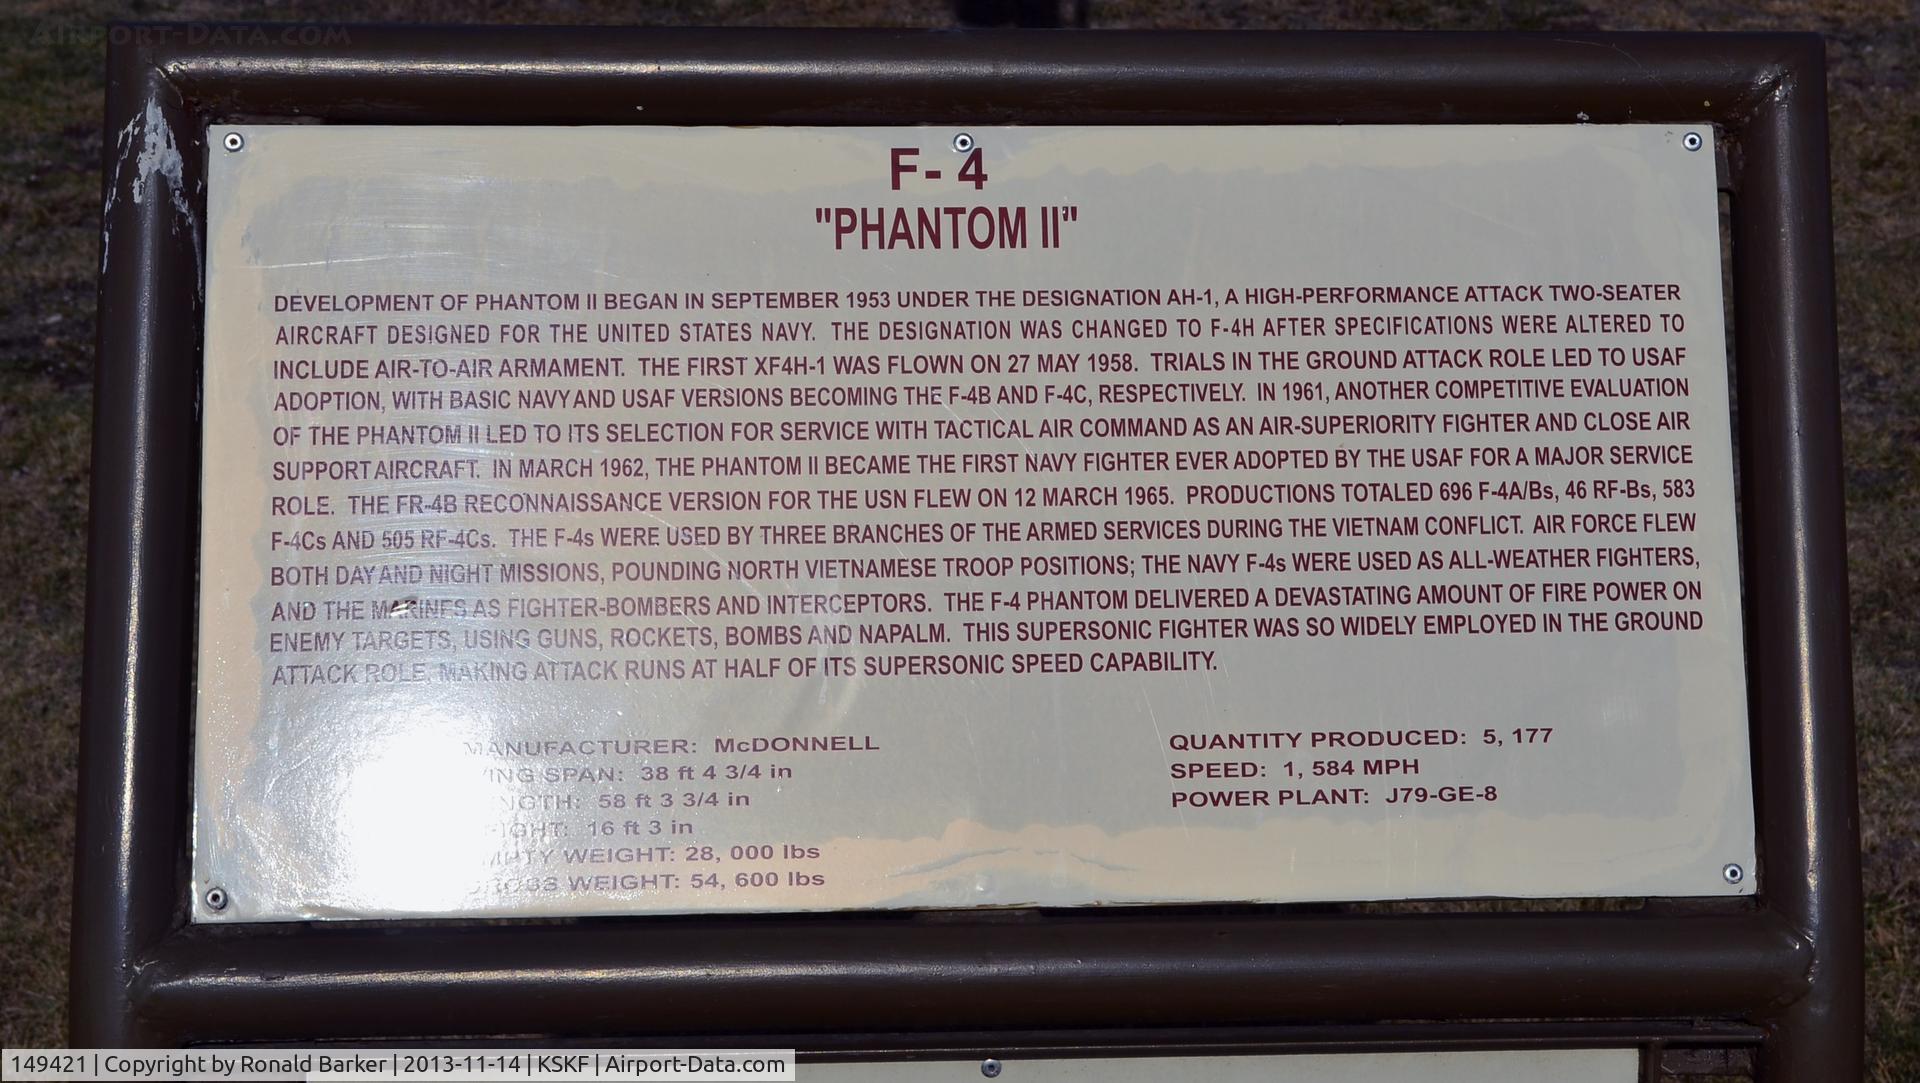 AIRPORT-DATA.COM
F- 4
"PHANTOM II"
DEVELOPMENT OF PHANTOM II BEGAN IN SEPTEMBER 1953 UNDER THE DESIGNATION AH-1, A HIGH-PERFORMANCE ATTACK TWO-SEATER
AIRCRAFT DESIGNED FOR THE UNITED STATES NAVY. THE DESIGNATION WAS CHANGED TO F-4H AFTER SPECIFICATIONS WERE ALTERED TO
INCLUDE AIR-TO-AIR ARMAMENT. THE FIRST XF4H-1 WAS FLOWN ON 27 MAY 1958. TRIALS IN THE GROUND ATTACK ROLE LED TO USAF
ADOPTION, WITH BASIC NAVY AND USAF VERSIONS BECOMING THE F-4B AND F-4C, RESPECTIVELY. IN 1961, ANOTHER COMPETITIVE EVALUATION
OF THE PHANTOM II LED TO ITS SELECTION FOR SERVICE WITH TACTICAL AIR COMMAND AS AN AIR-SUPERIORITY FIGHTER AND CLOSE AIR
SUPPORT AIRCRAFT. IN MARCH 1962, THE PHANTOM II BECAME THE FIRST NAVY FIGHTER EVER ADOPTED BY THE USAF FOR A MAJOR SERVICE
ROLE. THE FR-4B RECONNAISSANCE VERSION FOR THE USN FLEW ON 12 MARCH 1965. PRODUCTIONS TOTALED 696 F-4A/Bs, 46 RF-Bs, 583
F-4Cs AND 505 RF-4Cs. THE F-4s WERE USED BY THREE BRANCHES OF THE ARMED SERVICES DURING THE VIETNAM CONFLICT. AIR FORCE FLEW
BOTH DAY AND NIGHT MISSIONS, POUNDING NORTH VIETNAMESE TROOP POSITIONS; THE NAVY F-4s WERE USED AS ALL-WEATHER FIGHTERS,
AND THE MARINES AS FIGHTER-BOMBERS AND INTERCEPTORS. THE F-4 PHANTOM DELIVERED A DEVASTATING AMOUNT OF FIRE POWER ON
ENEMY TARGETS, USING GUNS, ROCKETS, BOMBS AND NAPALM. THIS SUPERSONIC FIGHTER WAS SO WIDELY EMPLOYED IN THE GROUND
ATTACK ROLE, MAKING ATTACK RUNS AT HALF OF ITS SUPERSONIC SPEED CAPABILITY.
MANUFACTURER: McDONNELL
WING SPAN: 38 ft 4 3/4 in
LENGTH: 58 ft 3 3/4 in
HEIGHT: 16 ft 3 in
EMPTY WEIGHT: 28, 000 lbs
GROSS WEIGHT: 54, 600 lbs
QUANTITY PRODUCED: 5, 177
SPEED: 1, 584 MPH
POWER PLANT: J79-GE-8
149421 | Copyright by Ronald Barker | 2013-11-14 | KSKF | Airport-Data.com